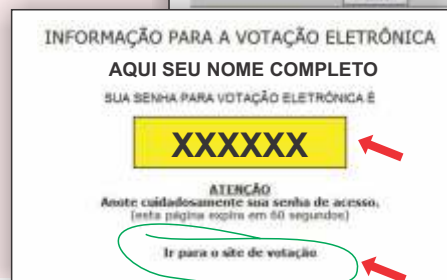 INFORMAÇÃO PARA A VOTAÇÃO ELETRÔNICA
AQUI SEU NOME COMPLETO
SUA SENHA PARA VOTAÇÃO ELETRÔNICA É
XXXXXX
ATENÇÃO
Anote cuidadosamente sua senha de acesso.
(esta página expira em 60 segundos)
Ir para o site de votação